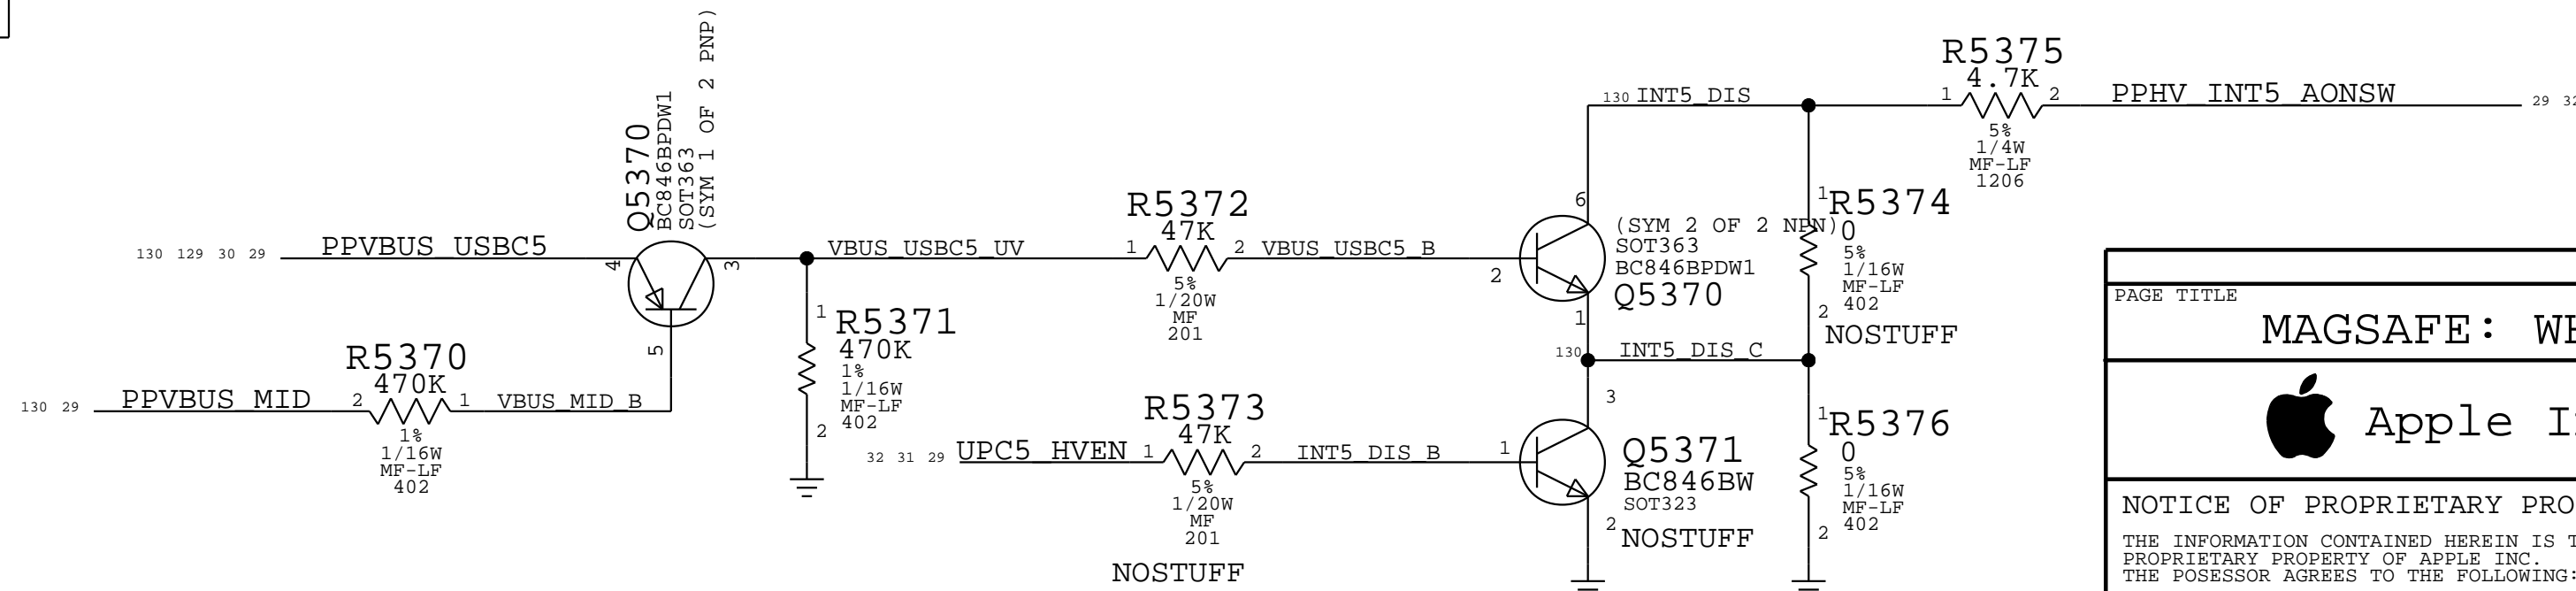 Q5370
BC846BPDW1
SOT363
(SYM 1 OF 2 PNP)
130 129 30 29 PPVBUS_USBC5
4
3
5
VBUS_USBC5_UV
R5370
470K
130 29 PPVBUS_MID 2 1 VBUS_MID_B
1%
1/16W
MF-LF
402
1
R5371
470K
1%
1/16W
MF-LF
402
2
R5372
47K
1 2 VBUS_USBC5_B
5%
1/20W
MF
201
R5373
47K
32 31 29 UPC5_HVEN 1 2 INT5_DIS_B
5%
1/20W
MF
201
NOSTUFF
130 INT5_DIS
6
(SYM 2 OF 2 NPN)
SOT363
BC846BPDW1
Q5370
2
1
130 INT5_DIS_C
3
1
Q5371
BC846BW
SOT323
2
NOSTUFF
R5375
4.7K
1 2 PPHV_INT5_AONSW 29
5%
1/4W
MF-LF
1206
1
R5374
0
5%
1/16W
MF-LF
402
2
NOSTUFF
1
R5376
0
5%
1/16W
MF-LF
402
2
PAGE TITLE
MAGSAFE:
Apple
NOTICE OF PROPRIETARY
THE INFORMATION CONTAINED HEREIN IS
PROPRIETARY PROPERTY OF APPLE INC.
THE POSESSOR AGREES TO THE FOLLOWING: